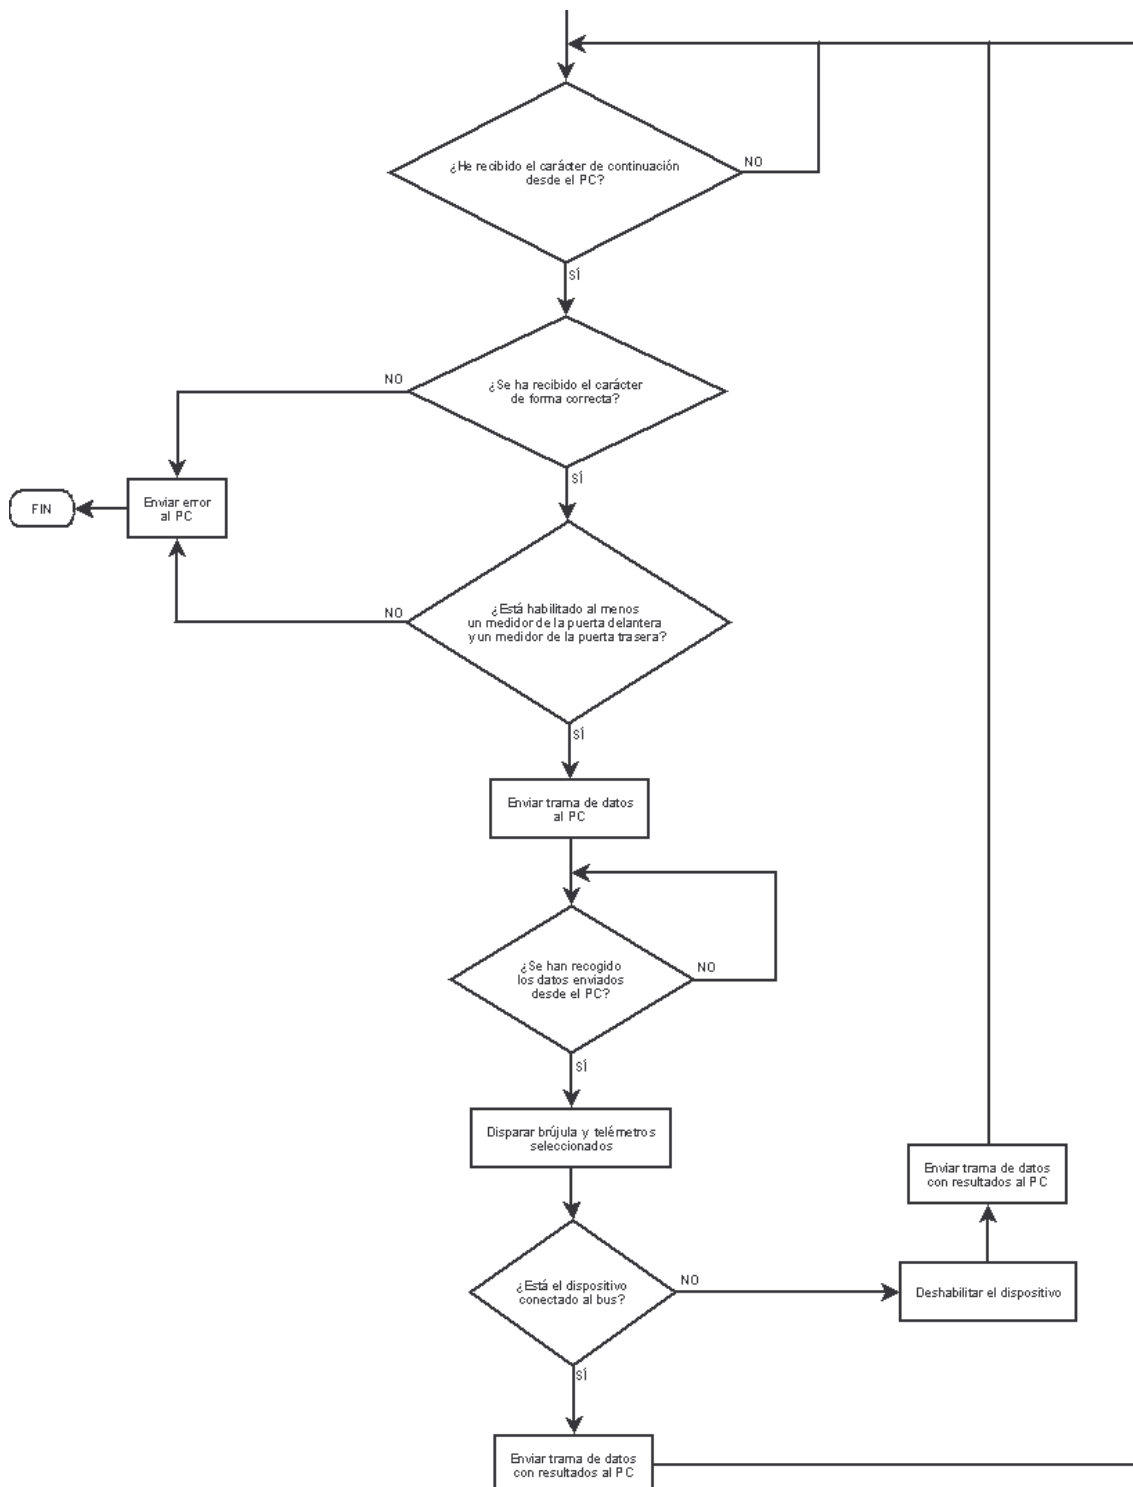 ¿He recibido el carácter de continuación
desde el PC?
NO
SÍ
¿Se ha recibido el carácter
de forma correcta?
NO
SÍ
Enviar error
al PC
FIN
¿Está habilitado al menos
un medidor de la puerta delantera
y un medidor de la puerta trasera?
NO
SÍ
Enviar trama de datos
al PC
¿Se han recogido
los datos enviados
desde el PC?
NO
SÍ
Disparar brújula y telémetros
seleccionados
¿Está el dispositivo
conectado al bus?
NO
Deshabilitar el dispositivo
Enviar trama de datos
con resultados al PC
SÍ
Enviar trama de datos
con resultados al PC